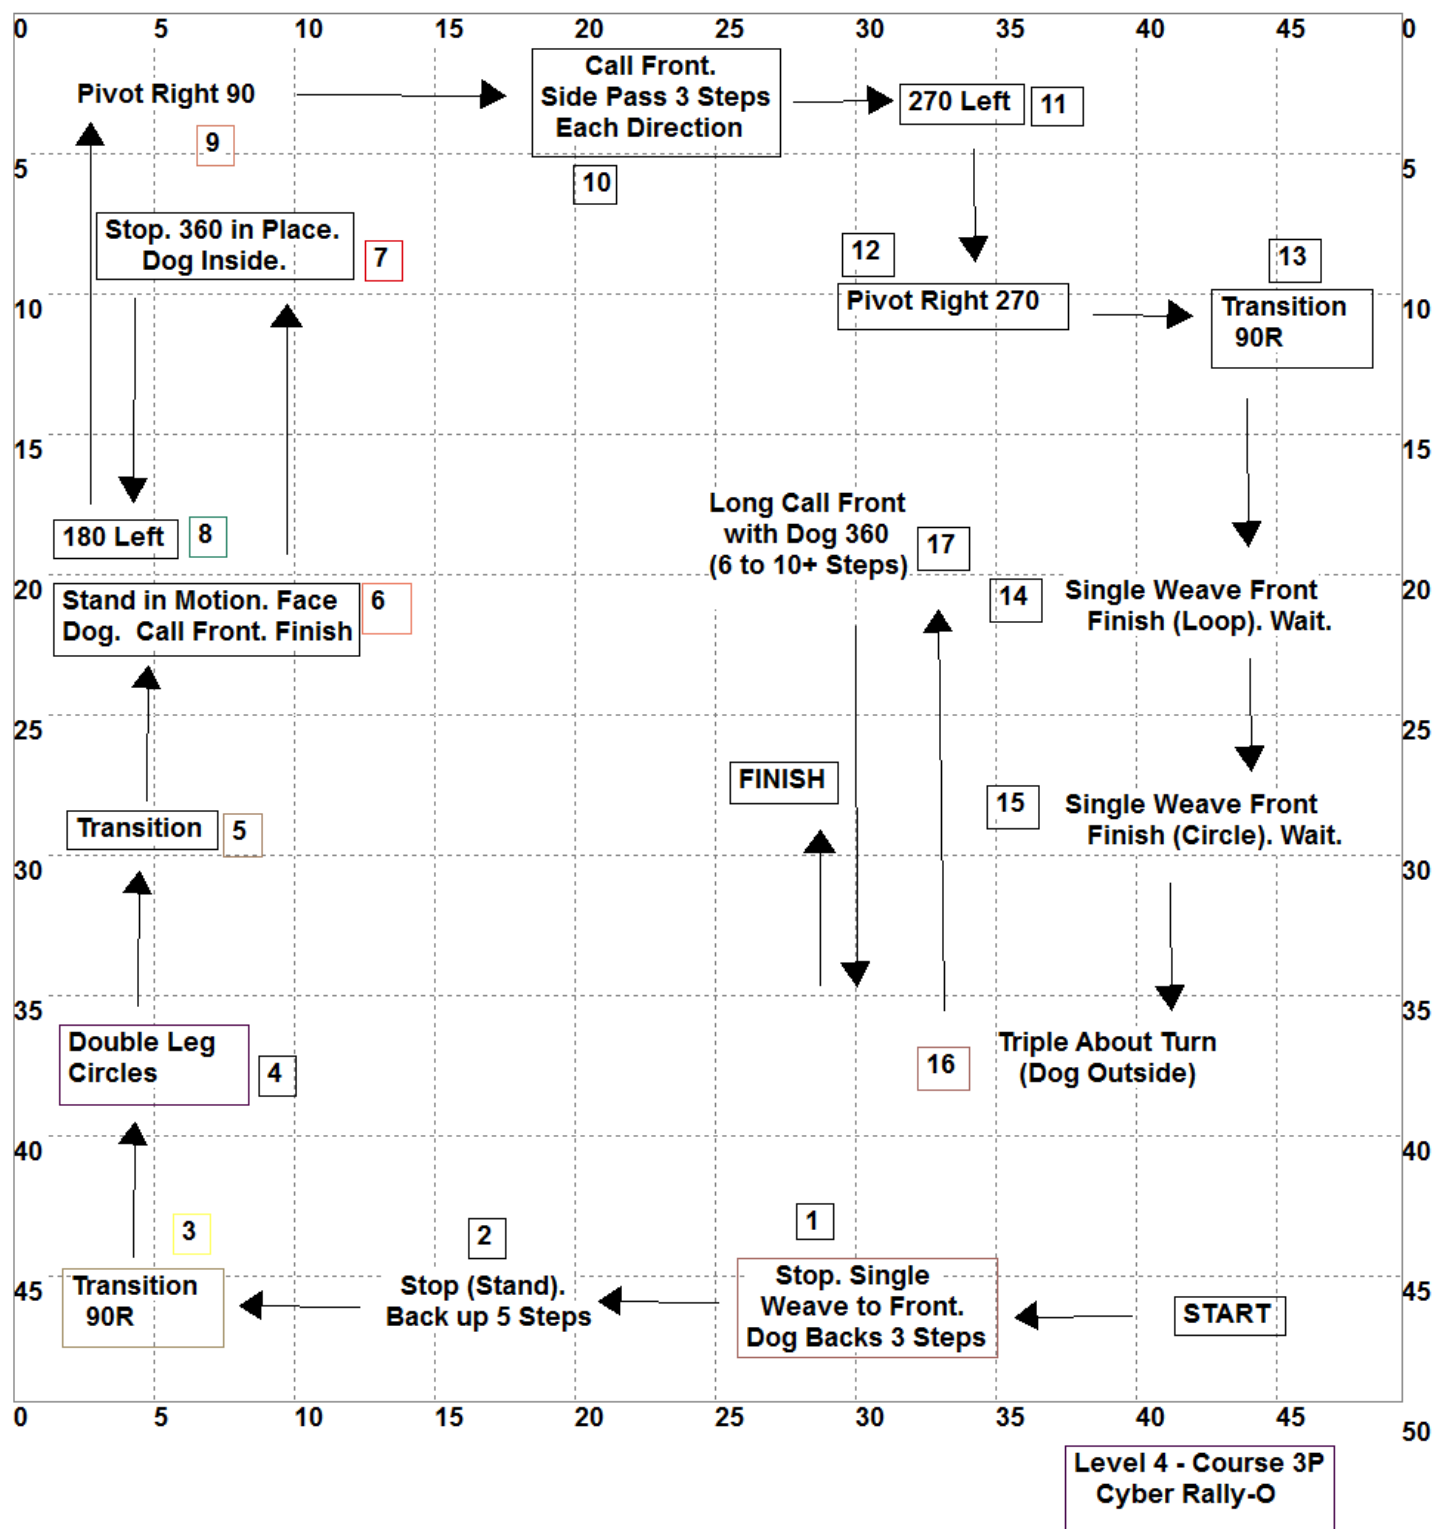 0 5 10 15 20 25 30 35 40 45 0
Pivot Right 90
9
Call Front.
Side Pass 3 Steps
Each Direction
10
270 Left
11
5 5
Stop. 360 in Place.
Dog Inside.
7
12
Pivot Right 270
13
Transition
90R
10 10
15 15
180 Left
8
Long Call Front
with Dog 360
(6 to 10+ Steps)
17
20 20
Stand in Motion. Face
Dog. Call Front. Finish
6
14
Single Weave Front
Finish (Loop). Wait.
25 25
FINISH
Transition
5
15
Single Weave Front
Finish (Circle). Wait.
30 30
35 35
Double Leg
Circles
4
16
Triple About Turn
(Dog Outside)
40 40
3
2
1
45 45
Transition
90R
Stop (Stand).
Back up 5 Steps
Stop. Single
Weave to Front.
Dog Backs 3 Steps
START
0 5 10 15 20 25 30 35 40 45 50
Level 4 - Course 3P
Cyber Rally-O